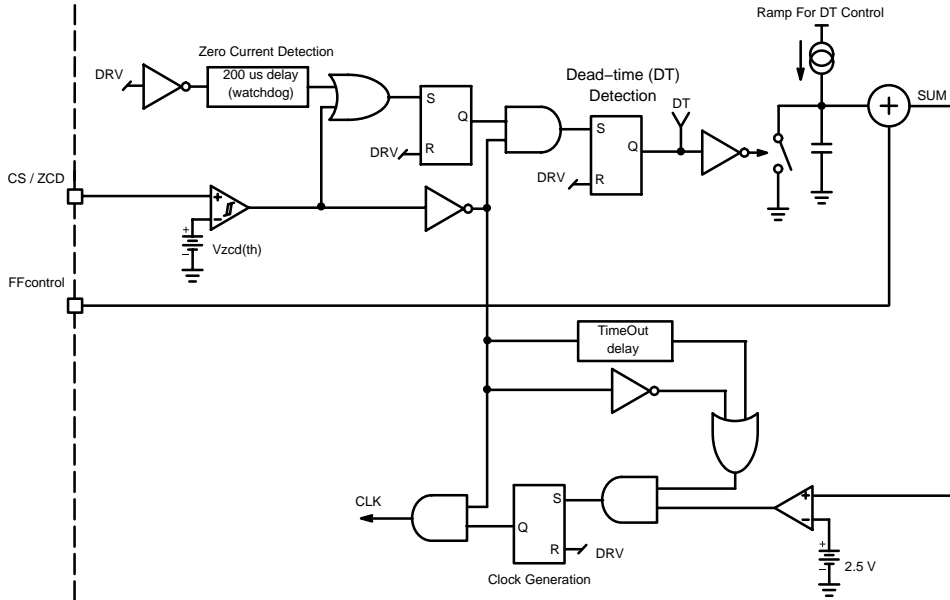 Ramp For DT Control
Zero Current Detection
DRV
200 us delay
(watchdog)
Dead−time (DT)
Detection
DT
SUM
+
S
Q
R
DRV
S
Q
R
DRV
CS / ZCD
+
−
+
−
Vzcd(th)
FFcontrol
TimeOut
delay
CLK
S
Q
R
DRV
Clock Generation
+
−
+
−
2.5 V